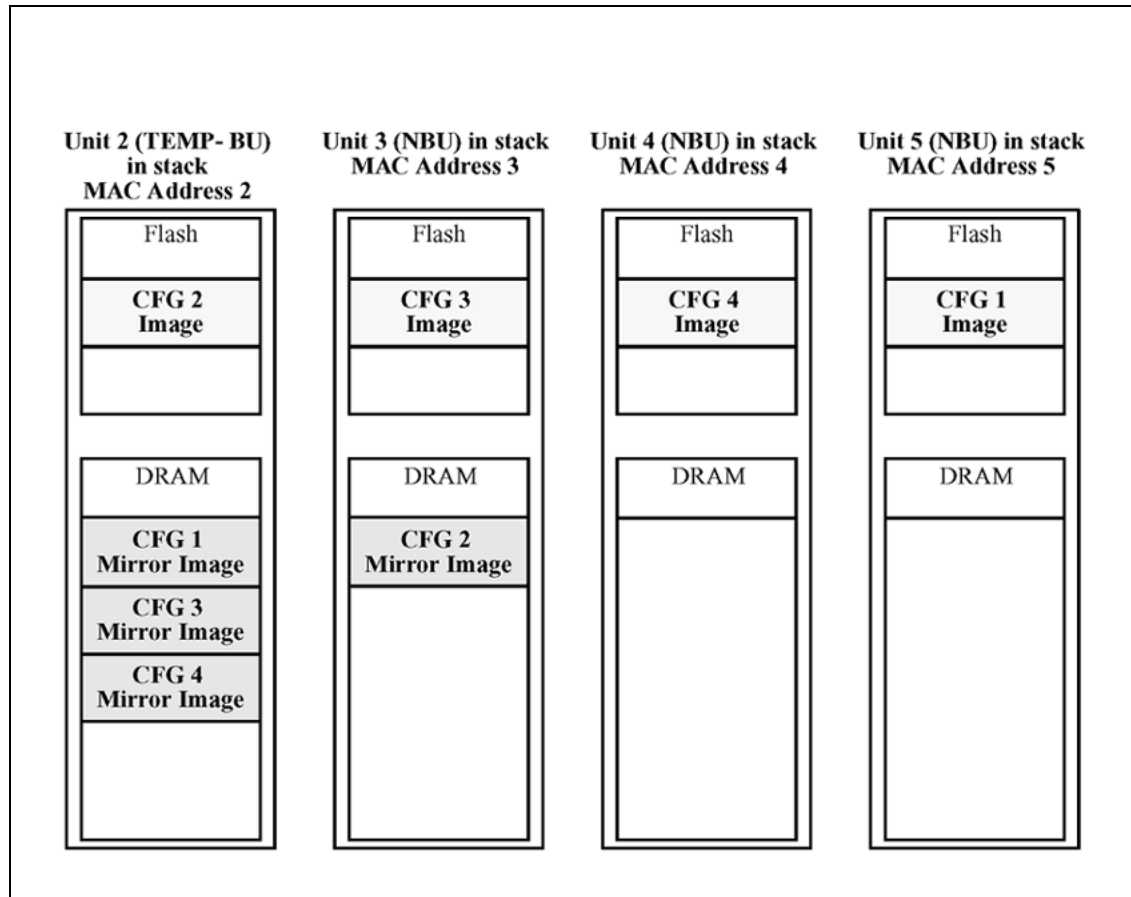 Unit 2 (TEMP- BU)
in stack
MAC Address 2
Unit 3 (NBU) in stack
MAC Address 3
Unit 4 (NBU) in stack
MAC Address 4
Unit 5 (NBU) in stack
MAC Address 5
Flash
CFG 2
Image
DRAM
CFG 1
Mirror Image
CFG 3
Mirror Image
CFG 4
Mirror Image
Flash
CFG 3
Image
DRAM
CFG 2
Mirror Image
Flash
CFG 4
Image
DRAM
Flash
CFG 1
Image
DRAM